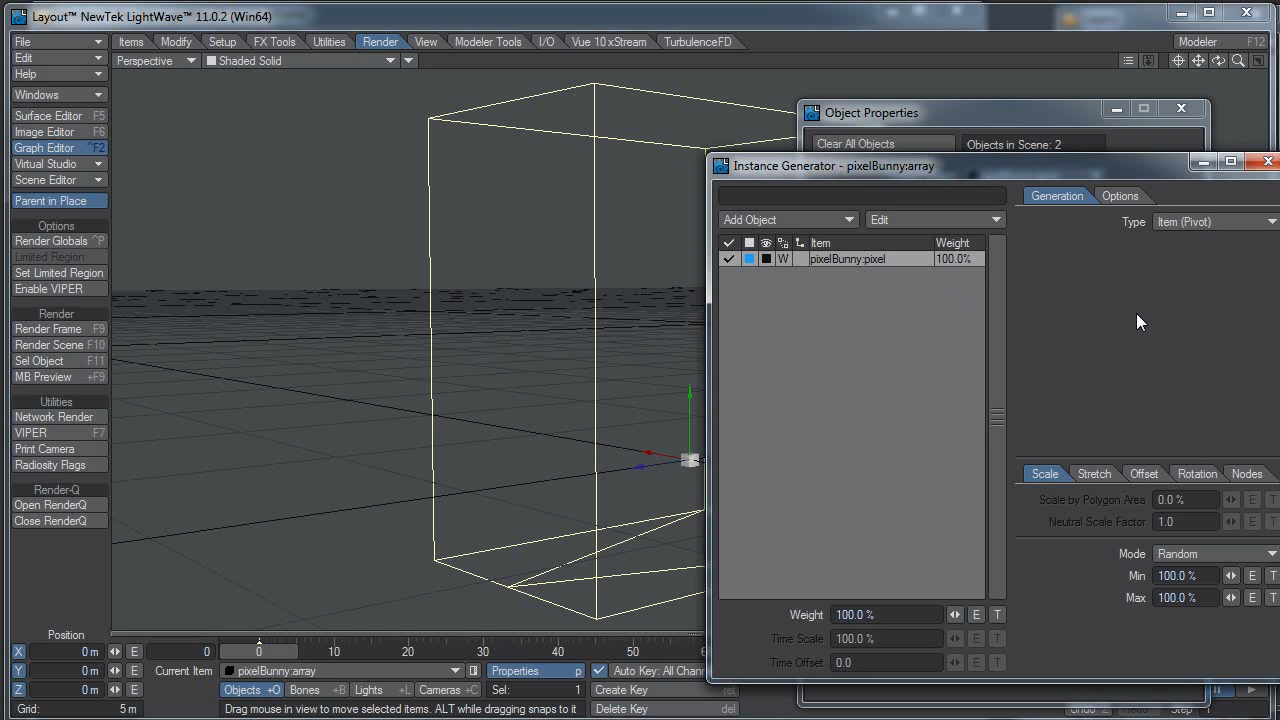 Layout™ NewTek LightWave™ 11.0.2 (Win64)
File
Items Modify Setup FX Tools Utilities Render View Modeler Tools I/O Vue 10 xStream TurbulenceFD
Modeler F12
Edit
Perspective Shaded Solid
Help
Windows
Surface Editor F5
Image Editor F6
Graph Editor ^F2
Virtual Studio
Scene Editor
Parent in Place
Options
Render Globals ^P
Limited Region
Set Limited Region
Enable VIPER
Render
Render Frame F9
Render Scene F10
Sel Object F11
MB Preview +F9
Utilities
Network Render
VIPER F7
Print Camera
Radiosity Flags
Render-Q
Open RenderQ
Close RenderQ
Object Properties
Clear All Objects Objects in Scene: 2
Instance Generator - pixelBunny:array
Add Object Edit
Item Weight
W pixelBunny:pixel 100.0%
Weight 100.0 % E T
Time Scale 100.0 % E T
Time Offset 0.0 E T
Generation Options
Type Item (Pivot)
Scale Stretch Offset Rotation Nodes
Scale by Polygon Area 0.0 % E T
Neutral Scale Factor 1.0 E T
Mode Random
Min 100.0 % E T
Max 100.0 % E T
Position
X 0 m E
Y 0 m E
Z 0 m E
Grid: 5 m
0 0 10 20 30 40 50
Current Item pixelBunny:array Properties p Auto Key: All Chann
Objects +O Bones +B Lights +L Cameras +C Sel: 1 Create Key ret
Drag mouse in view to move selected items. ALT while dragging snaps to it Delete Key
Undo Z Step 1